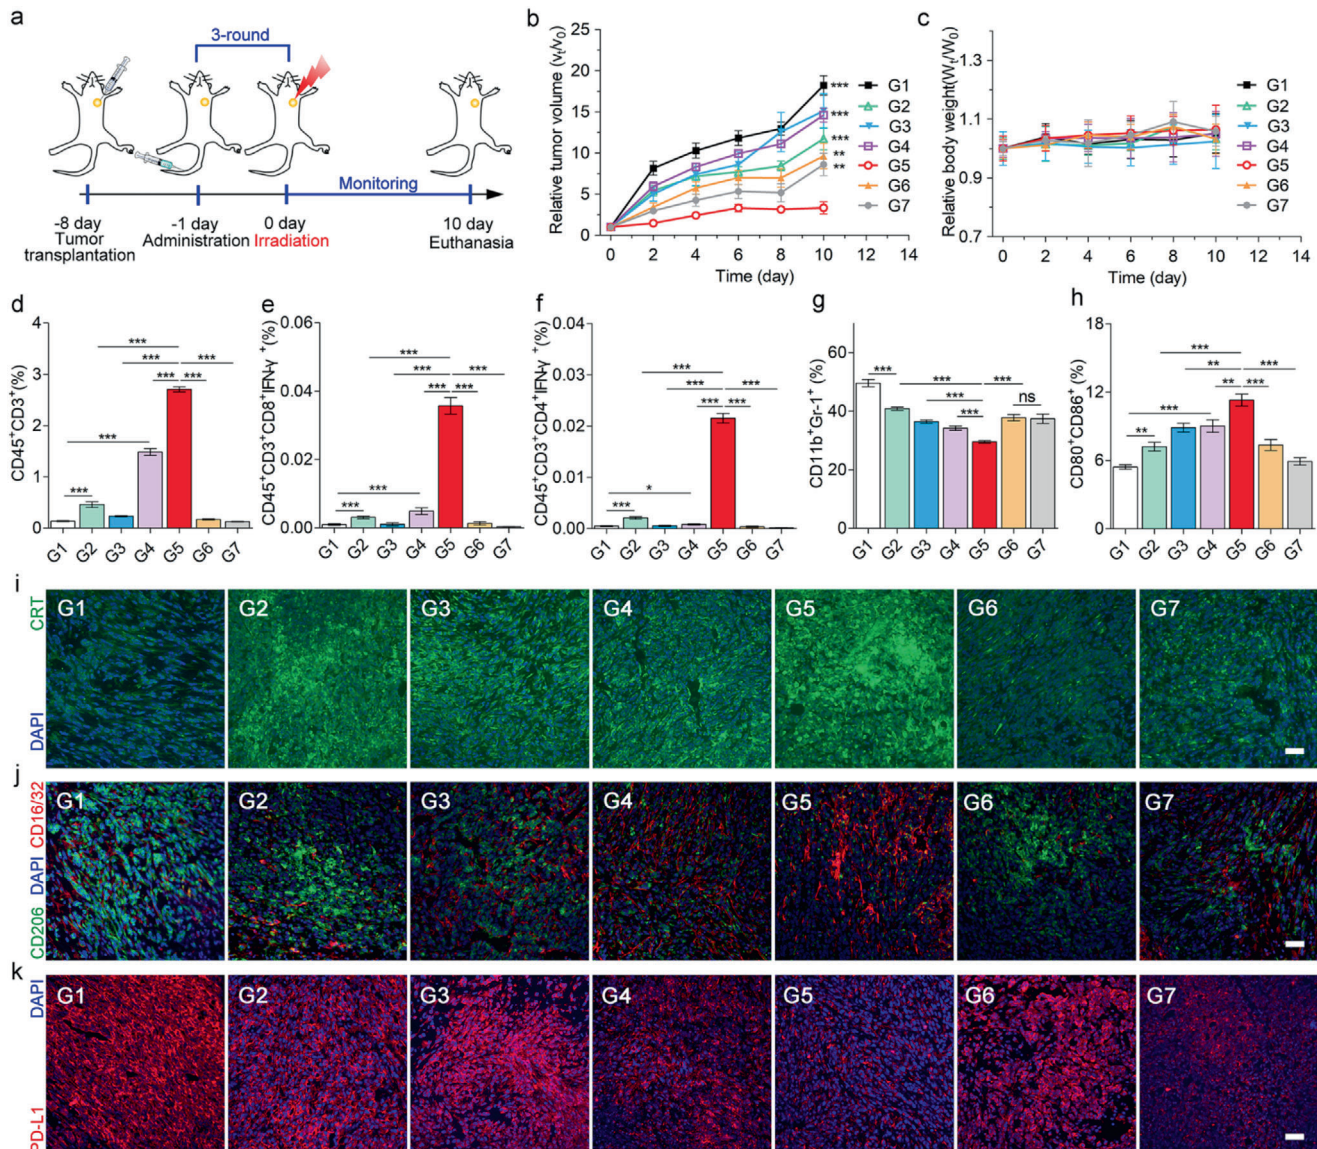 a
3-round
Monitoring
-8 day
-1 day
0 day
10 day
Tumor
transplantation
Administration
Irradiation
Euthanasia
b
Relative tumor volume (vt/v0)
25
20
15
10
5
0
0 2 4 6 8 10 12 14
Time (day)
***
***
***
**
**
G1
G2
G3
G4
G5
G6
G7
c
Relative body weight(Wt/W0)
1.3
1.1
0.9
0.7
0 2 4 6 8 10 12 14
Time (day)
G1
G2
G3
G4
G5
G6
G7
d
CD45+CD3+(%)
4
3
2
1
0
***
*** ***
*** ***
***
***
G1 G2 G3 G4 G5 G6 G7
e
CD45+CD3+CD8+IFN-γ +(%)
0.06
0.04
0.02
0.00
***
*** ***
*** ***
***
***
G1 G2 G3 G4 G5 G6 G7
f
CD45+CD3+CD4+IFN-γ +(%)
0.04
0.03
0.02
0.01
0.00
***
*** ***
*** ***
*
***
G1 G2 G3 G4 G5 G6 G7
g
CD11b+Gr-1+ (%)
60
40
20
0
***
*** ***
*** ns
***
G1 G2 G3 G4 G5 G6 G7
h
CD80+CD86+ (%)
18
12
6
0
***
** ***
** ***
***
**
G1 G2 G3 G4 G5 G6 G7
i
DAPI CRT
G1 G2 G3 G4 G5 G6 G7
j
CD206 DAPI CD16/32
G1 G2 G3 G4 G5 G6 G7
k
PD-L1 DAPI
G1 G2 G3 G4 G5 G6 G7